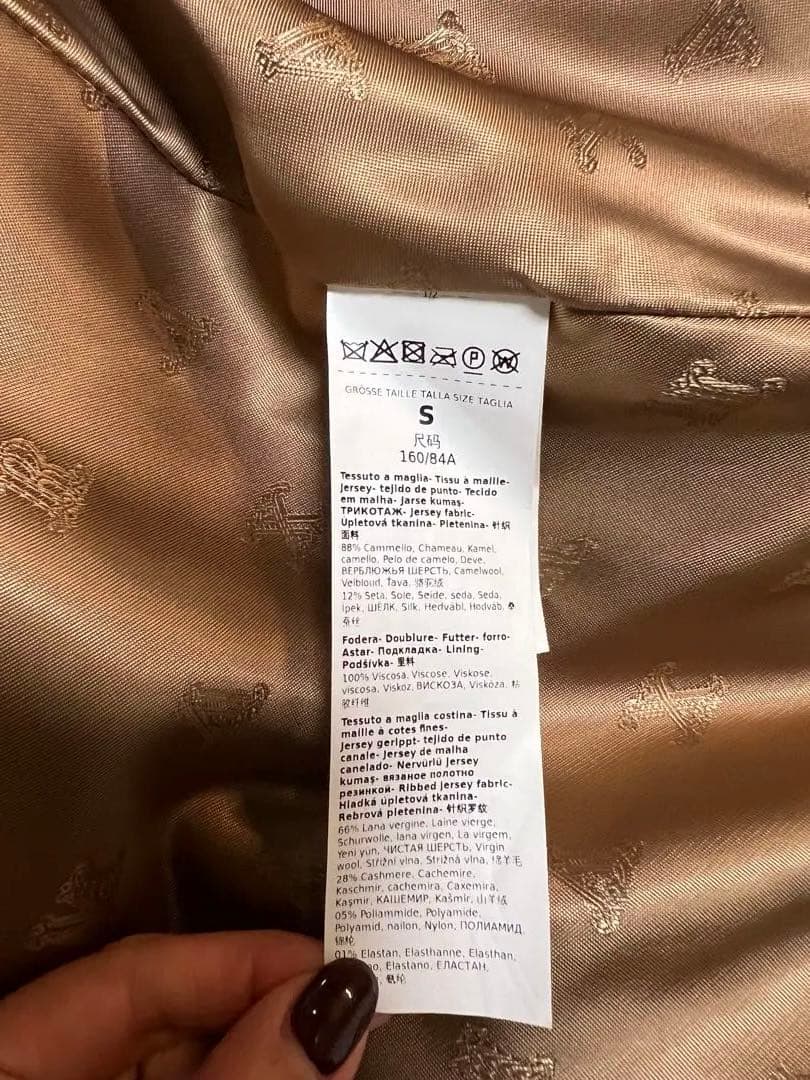 1/2
P W
GRÖSSE TAILLE TALLA SIZE TAGLIA
S
尺码
160/84A
Tessuto a maglia- Tissu à maille-
Jersey- tejido de punto- Tecido
em malha- Jarse kumaş-
ТРИКОТАЖ- Jersey fabric-
Úpletová tkanina- Pletenina- 针织
面料
88% Cammello, Chameau, Kamel,
camello, Pelo de camelo, Deve,
ВЕРБЛЮЖЬЯ ШЕРСТЬ, Camelwool,
Velbloud, Ťava, 骆驼绒
12% Seta, Soie, Seide, seda, Seda,
İpek, ШЕЛК, Silk, Hedvábí, Hodváb, 桑
蚕丝
Fodera- Doublure- Futter- forro-
Astar- Подкладка- Lining-
Podšívka- 里料
100% Viscosa, Viscose, Viskose,
viscosa, Viskoz, ВИСКОЗА, Viskóza, 粘
胶纤维
Tessuto a maglia costina- Tissu à
maille à cotes fines-
Jersey gerippt- tejido de punto
canale- Jersey de malha
canelado- Nervürlü Jersey
kumaş- вязаное полотно
резинкой- Ribbed jersey fabric-
Hladká úpletová tkanina-
Rebrová pletenina- 针织罗纹
66% Lana vergine, Laine vierge,
Schurwolle, lana virgen, La virgem,
Yeni yün, ЧИСТАЯ ШЕРСТЬ, Virgin
wool, Střižní vlna, Strižná vlna, 绵羊毛
28% Cashmere, Cachemire,
Kaschmir, cachemira, Caxemira,
Kaşmir, КАШЕМИР, Kašmír, 山羊绒
05% Poliammide, Polyamide,
Polyamid, nailon, Nylon, ПОЛИАМИД,
锦纶
01% Elastan, Elasthanne, Elasthan,
Elastano, ЕЛАСТАН,
氨纶